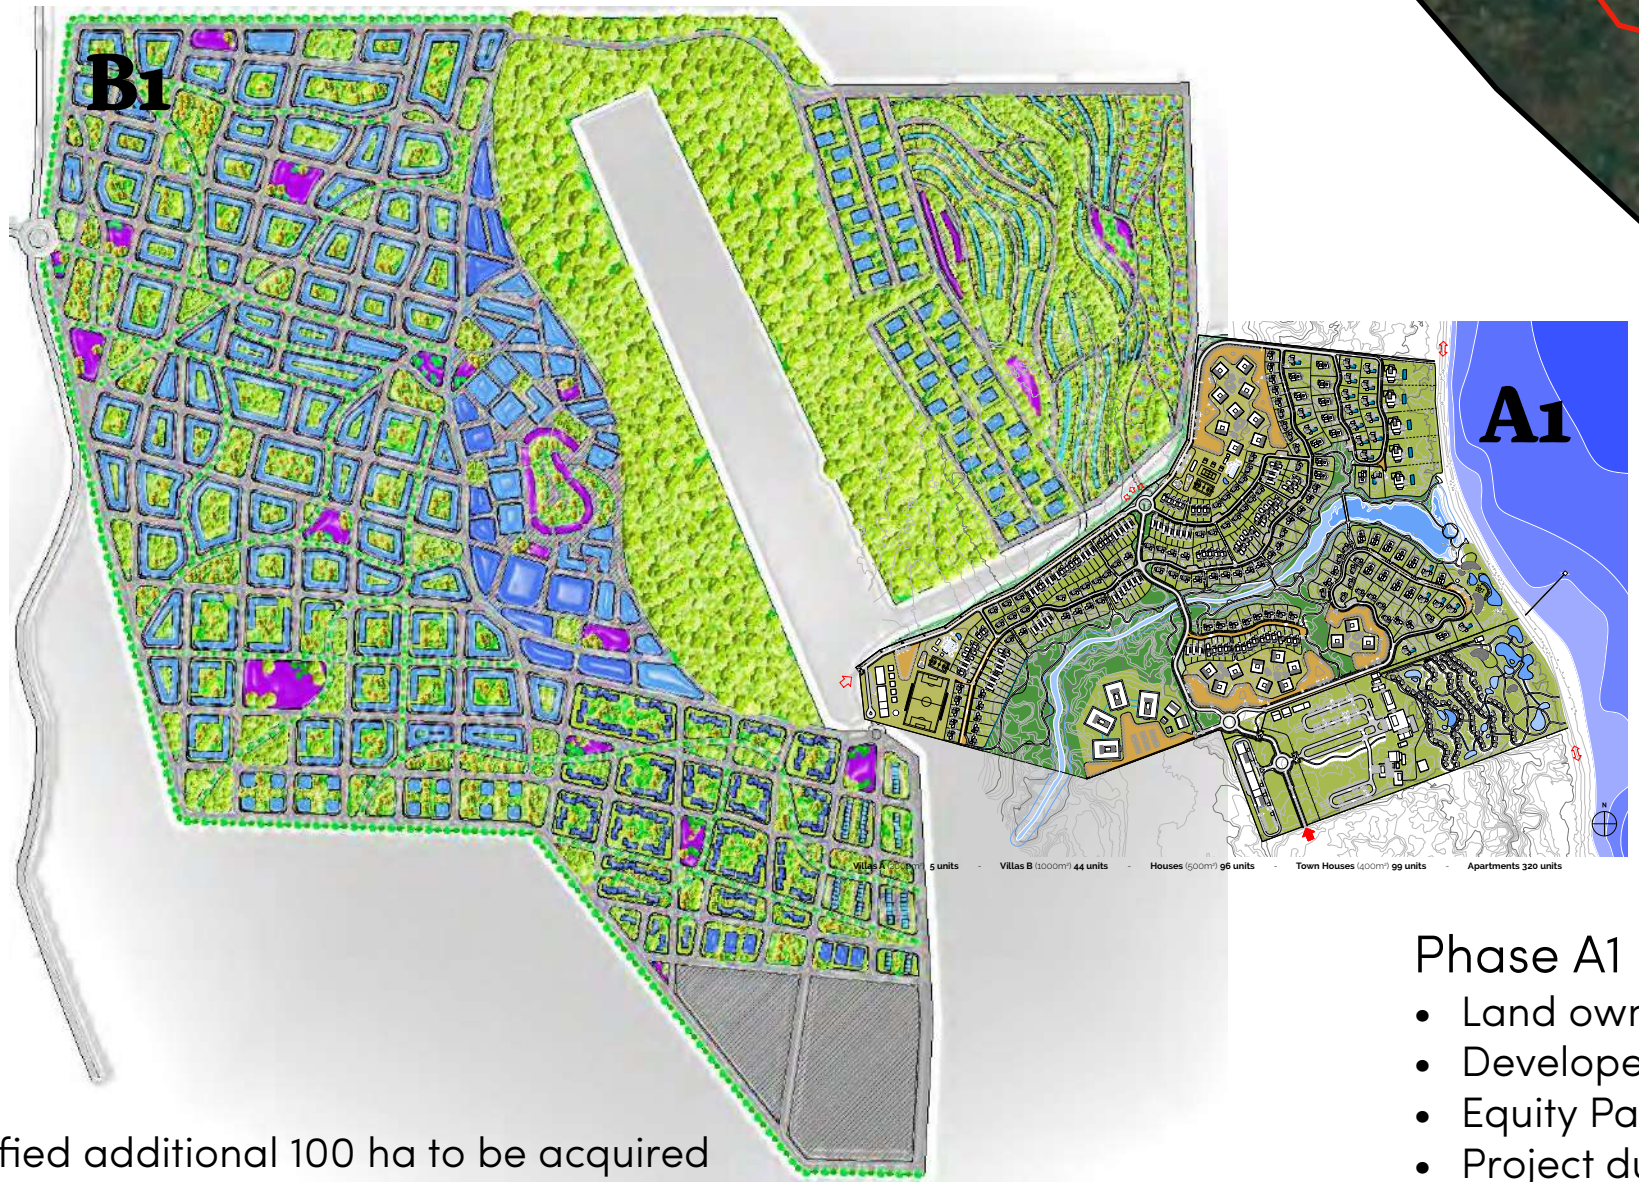 B1
A1
N
Villas A 5 units - Villas B (1000m²) 44 units - Houses (500m²) 96 units - Town Houses (400m²) 99 units - Apartments 320 units
Phase A1
• Land own
• Develope
• Equity Pa
• Project du
fied additional 100 ha to be acquired